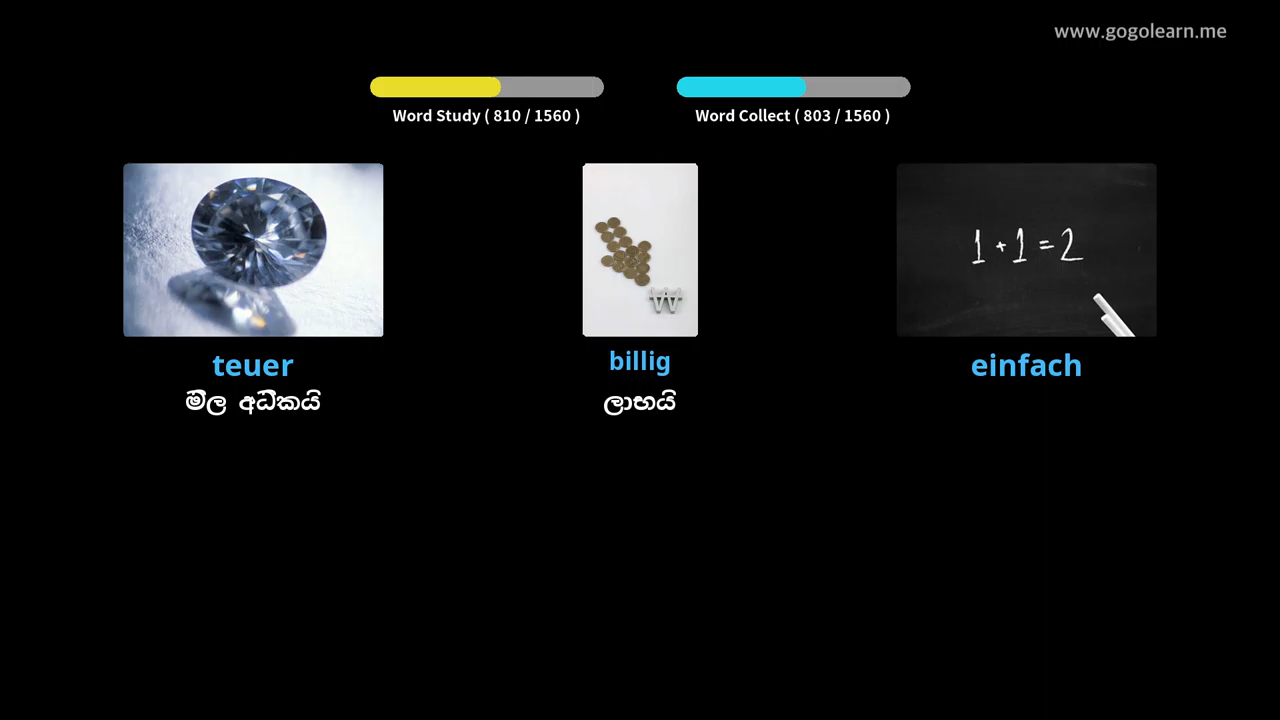 www.gogolearn.me
Word Study ( 810 / 1560 )
Word Collect ( 803 / 1560 )
1 + 1 = 2
₩
teuer
billig
einfach
මිල අධිකයි
ලාභයි